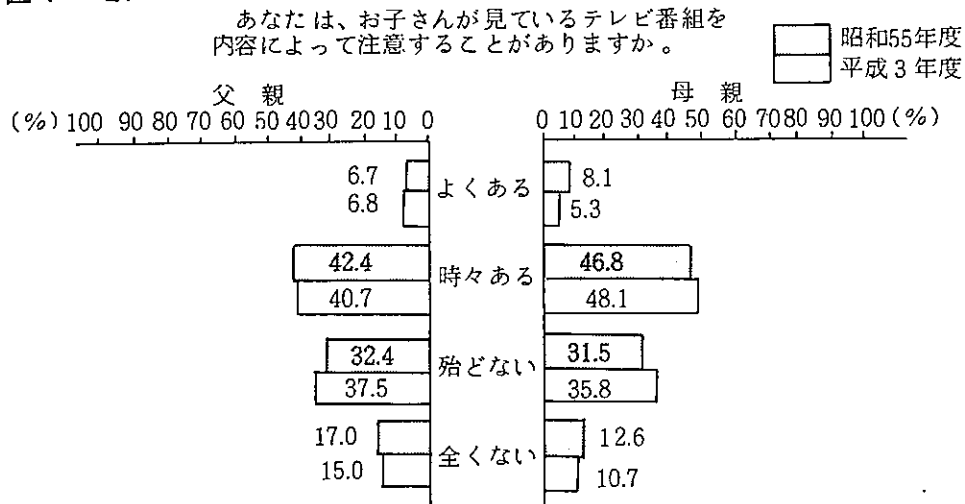 あなたは、お子さんが見ているテレビ番組を
内容によって注意することがありますか。
昭和55年度
平成3年度
父親
母親
(%) 100 90 80 70 60 50 40 30 20 10 0
0 10 20 30 40 50 60 70 80 90 100 (%)
6.7 よくある 8.1
6.8 5.3
42.4 時々ある 46.8
40.7 48.1
32.4 殆どない 31.5
37.5 35.8
17.0 全くない 12.6
15.0 10.7